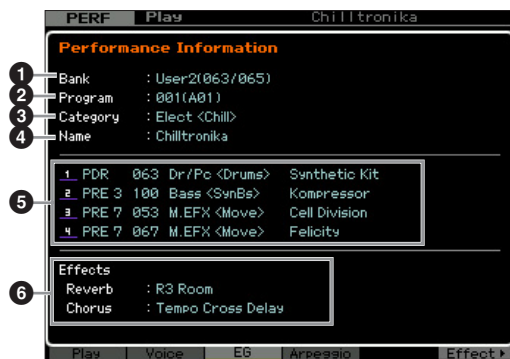 PERF Play Chilltronika
Performance Information
1 Bank : User2(063/065)
2 Program : 001(A01)
3 Category : Elect <Chill>
4 Name : Chilltronika
5
1 PDR 063 Dr/Pc <Drums> Synthetic Kit
2 PRE 3 100 Bass <SynBs> Kompressor
3 PRE 7 053 M.EFX <Move> Cell Division
4 PRE 7 067 M.EFX <Move> Felicity
6
Effects
Reverb : R3 Room
Chorus : Tempo Cross Delay
Play Voice EG Arpeggio Effect